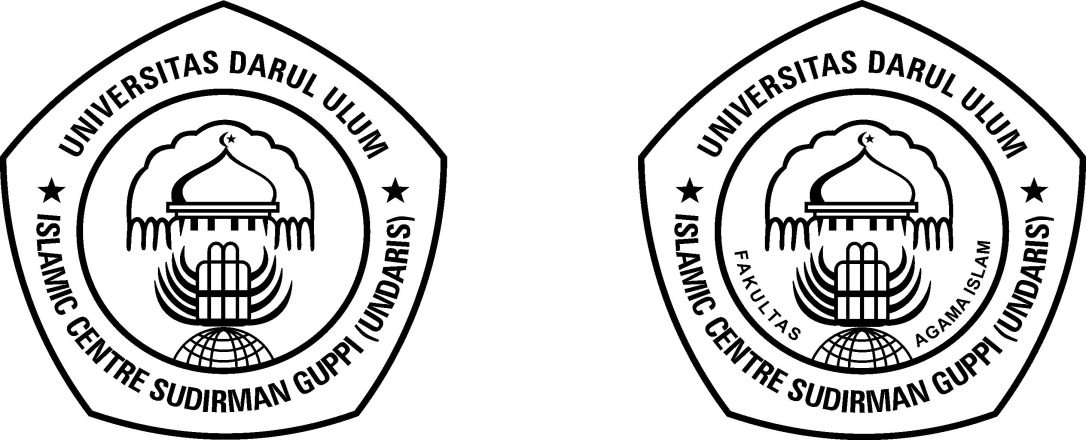 UNIVERSITAS DARUL ULUM
ISLAMIC CENTRE SUDIRMAN GUPPI (UNDARIS)
UNIVERSITAS DARUL ULUM
ISLAMIC CENTRE SUDIRMAN GUPPI (UNDARIS)
FAKULTAS AGAMA ISLAM